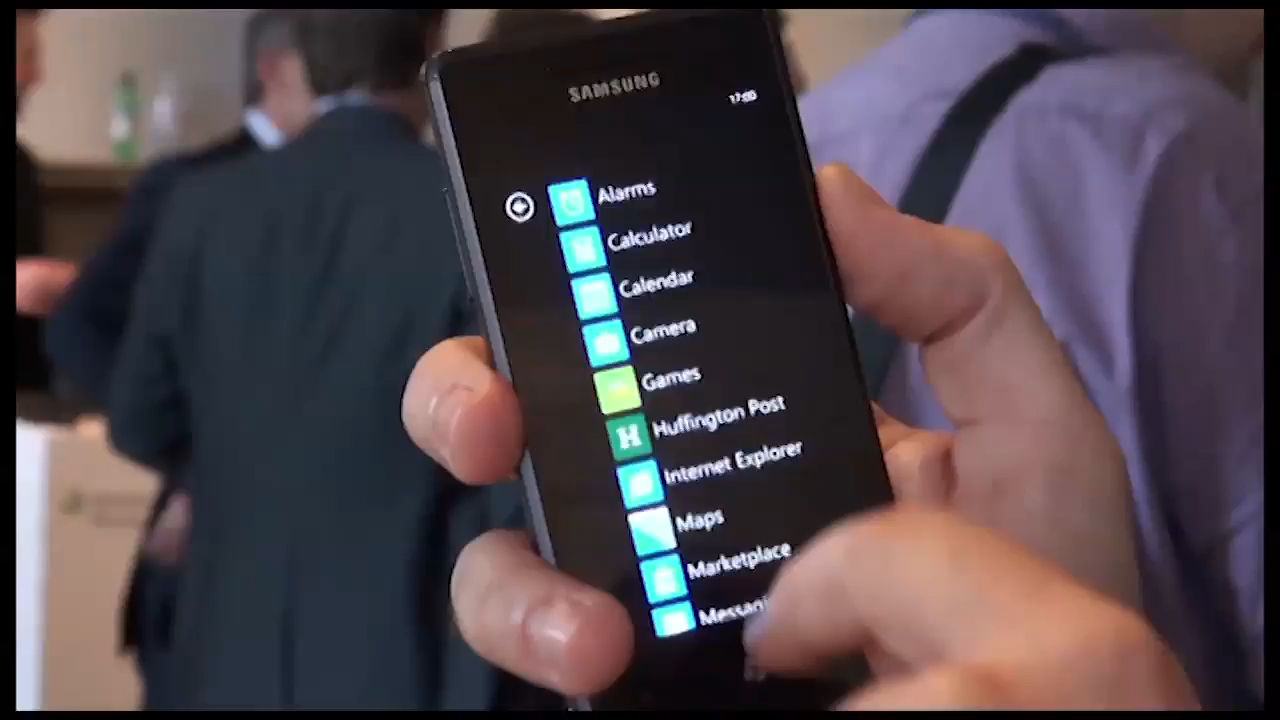 SAMSUNG
17:00
Alarms
Calculator
Calendar
Camera
Games
H Huffington Post
Internet Explorer
Maps
Marketplace